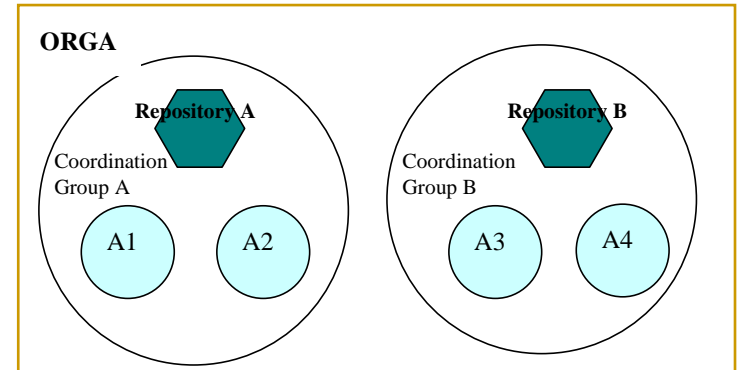 ORGA
Repository A
Coordination
Group A
A1
A2
Repository B
Coordination
Group B
A3
A4